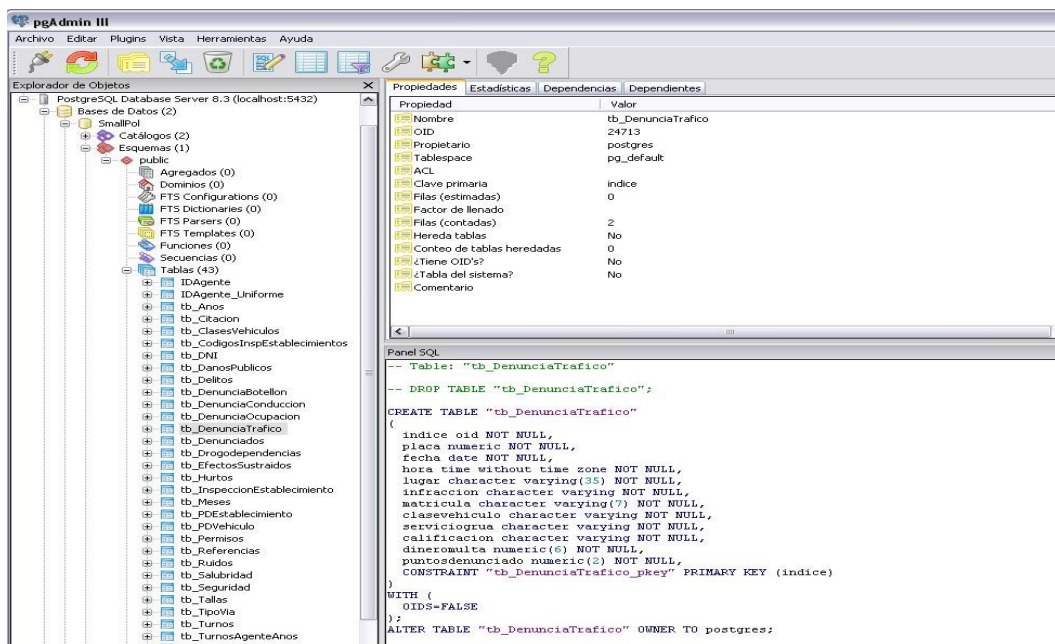 pgAdmin III
Archivo Editar Plugins Vista Herramientas Ayuda
Explorador de Objetos
PostgreSQL Database Server 8.3 (localhost:5432)
Bases de Datos (2)
SmallPol
Catálogos (2)
Esquemas (1)
public
Agregados (0)
Dominios (0)
FTS Configurations (0)
FTS Dictionaries (0)
FTS Parsers (0)
FTS Templates (0)
Funciones (0)
Secuencias (0)
Tablas (43)
IDAgente
IDAgente_Uniforme
tb_Anos
tb_Citacion
tb_ClasesVehiculos
tb_CodigosInspEstablecimientos
tb_DNI
tb_DanosPublicos
tb_Delitos
tb_DenunciaBotellon
tb_DenunciaConduccion
tb_DenunciaOcupacion
tb_DenunciaTrafico
tb_Denunciados
tb_Drogodependencias
tb_EfectosSustraidos
tb_Hurtos
tb_InspeccionEstablecimiento
tb_Meses
tb_PDEstablecimiento
tb_PDVehiculo
tb_Permisos
tb_Referencias
tb_Ruidos
tb_Salubridad
tb_Seguridad
tb_Tallas
tb_TipoVia
tb_Turnos
tb_TurnosAgenteAnos
Propiedades Estadísticas Dependencias Dependientes
Propiedad Valor
Nombre tb_DenunciaTrafico
OID 24713
Propietario postgres
Tablespace pg_default
ACL
Clave primaria indice
Filas (estimadas) 0
Factor de llenado
Filas (contadas) 2
Hereda tablas No
Conteo de tablas heredadas 0
¿Tiene OID's? No
¿Tabla del sistema? No
Comentario
Panel SQL
-- Table: "tb_DenunciaTrafico"
-- DROP TABLE "tb_DenunciaTrafico";
CREATE TABLE "tb_DenunciaTrafico"
(
indice oid NOT NULL,
placa numeric NOT NULL,
fecha date NOT NULL,
hora time without time zone NOT NULL,
lugar character varying(35) NOT NULL,
infraccion character varying NOT NULL,
matricula character varying(7) NOT NULL,
clasevehiculo character varying NOT NULL,
serviciogrua character varying NOT NULL,
calificacion character varying NOT NULL,
dineromulta numeric(6) NOT NULL,
puntosdenunciado numeric(2) NOT NULL,
CONSTRAINT "tb_DenunciaTrafico_pkey" PRIMARY KEY (indice)
)
WITH (
OIDS=FALSE
);
ALTER TABLE "tb_DenunciaTrafico" OWNER TO postgres;